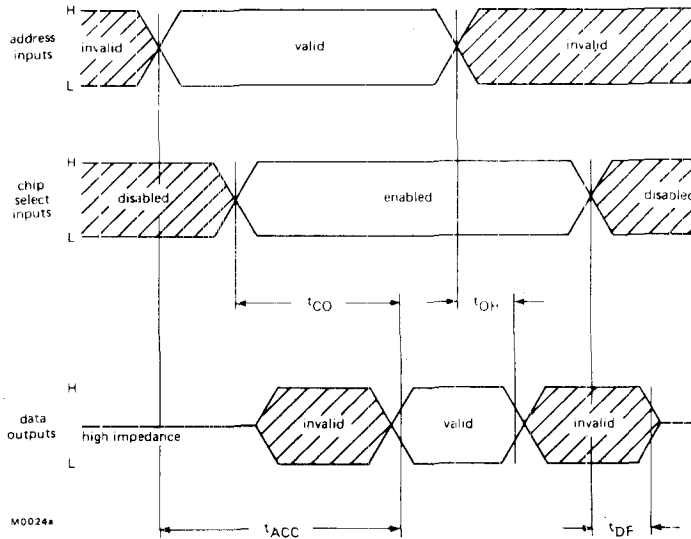 H
address
inputs
invalid
valid
invalid
L
H
chip
select
inputs
disabled
enabled
disabled
L
tCO
tOH
H
data
outputs
high impedance
invalid
valid
invalid
L
M0024a
tACC
tDF